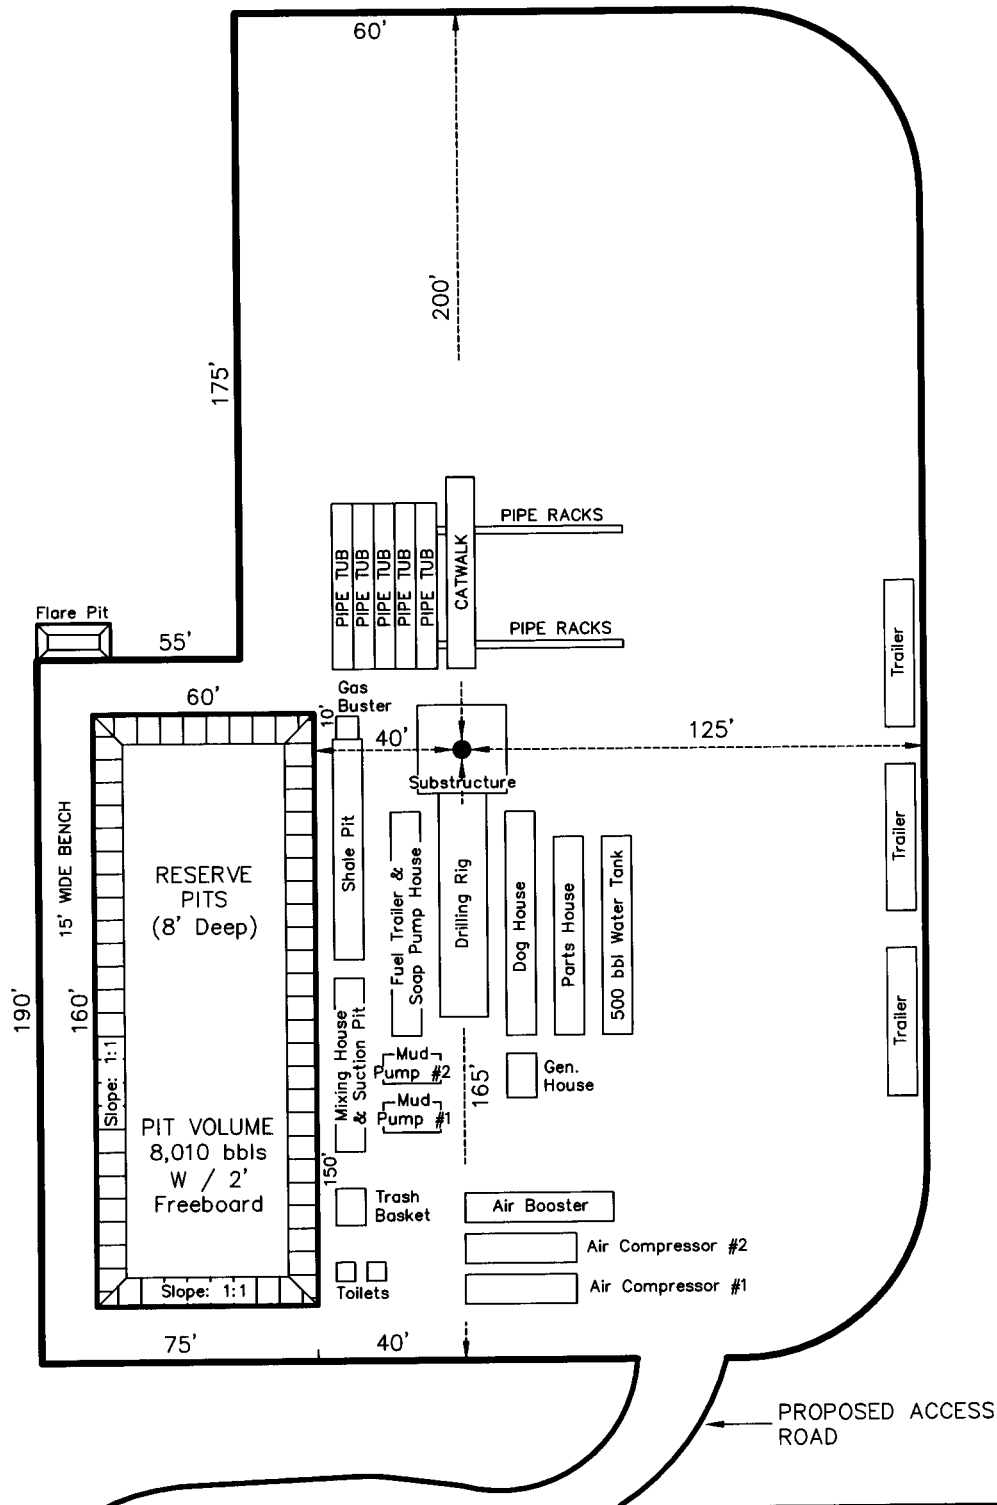 60'
200'
175'
PIPE RACKS
PIPE TUB
PIPE TUB
PIPE TUB
PIPE TUB
PIPE TUB
CATWALK
PIPE RACKS
Flare Pit
55'
Trailer
60'
Gas
Buster
10'
40'
125'
Substructure
15' WIDE BENCH
RESERVE
PITS
(8' Deep)
Shale Pit
Fuel Trailer &
Soap Pump House
Drilling Rig
Dog House
Parts House
500 bbl Water Tank
Trailer
190'
160'
Slope: 1:1
Mixing House
& Suction Pit
Mud
Pump #2
Mud
Pump #1
165'
Gen.
House
Trailer
PIT VOLUME
8,010 bbls
W / 2'
Freeboard
150'
Trash
Basket
Air Booster
Air Compressor #2
Toilets
Air Compressor #1
Slope: 1:1
75'
40'
PROPOSED ACCESS
ROAD